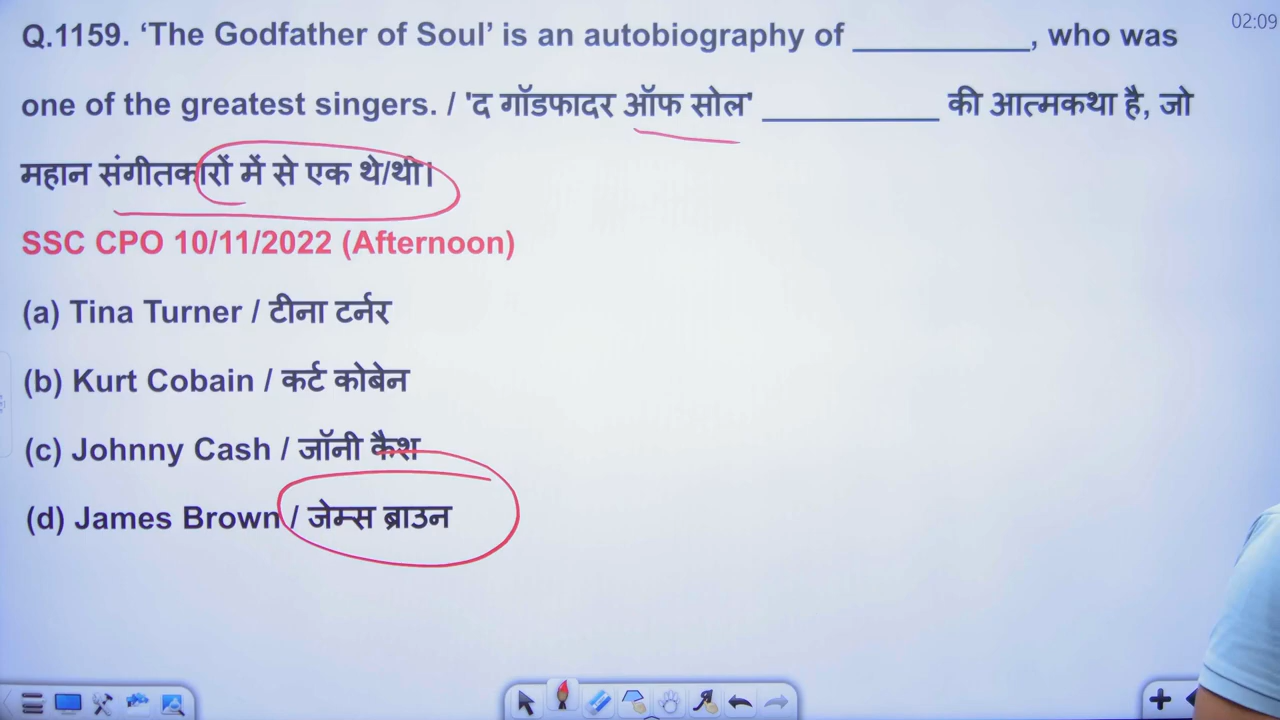 02:09
Q.1159. ‘The Godfather of Soul’ is an autobiography of __________, who was
one of the greatest singers. / 'द गॉडफादर ऑफ सोल' __________ की आत्मकथा है, जो
महान संगीतकारों में से एक थे/थी।
SSC CPO 10/11/2022 (Afternoon)
(a) Tina Turner / टीना टर्नर
(b) Kurt Cobain / कर्ट कोबेन
(c) Johnny Cash / जॉनी कैश
(d) James Brown / जेम्स ब्राउन